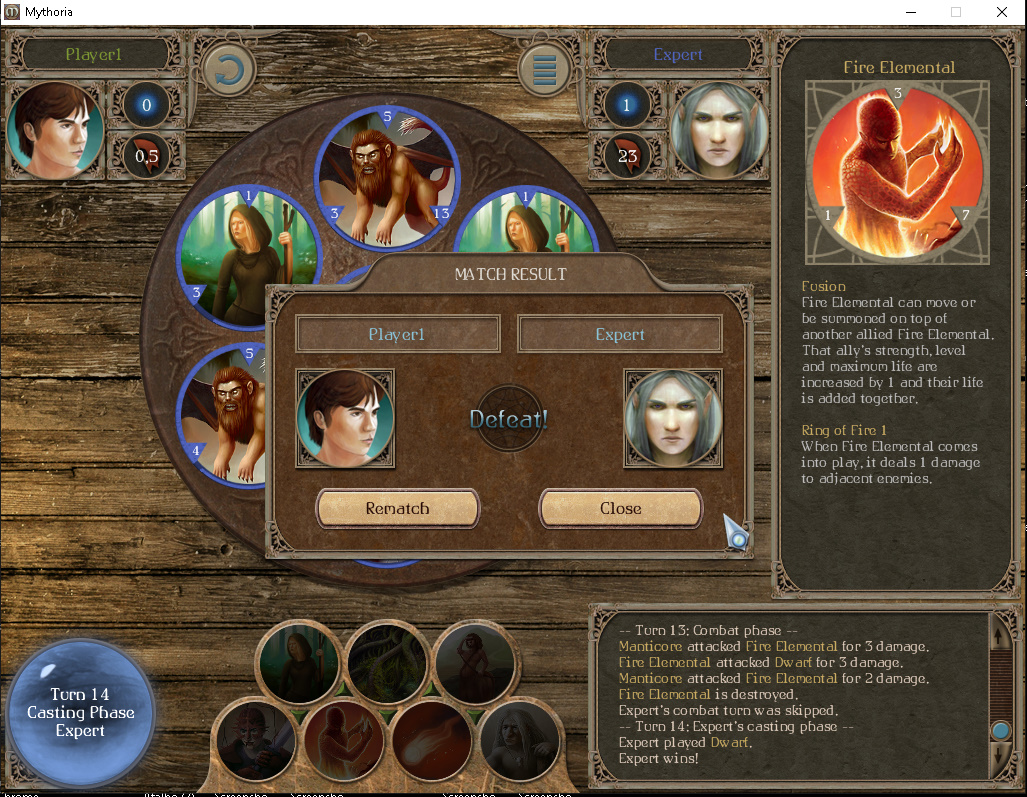 Mythoria
Player1
Expert
0
0,5
1
23
Fire Elemental
3
1
7
5
3
13
1
3
1
5
4
MATCH RESULT
Player1
Expert
Defeat!
Rematch
Close
Fusion
Fire Elemental can move or
be summoned on top of
another allied Fire Elemental.
That ally's strength, level
and maximum life are
increased by 1 and their life
is added together.
Ring of Fire 1
When Fire Elemental comes
into play, it deals 1 damage
to adjacent enemies.
Turn 14
Casting Phase
Expert
-- Turn 13: Combat phase --
Manticore attacked Fire Elemental for 3 damage.
Fire Elemental attacked Dwarf for 3 damage.
Manticore attacked Fire Elemental for 2 damage.
Fire Elemental is destroyed.
Expert's combat turn was skipped.
-- Turn 14: Expert's casting phase --
Expert played Dwarf.
Expert wins!